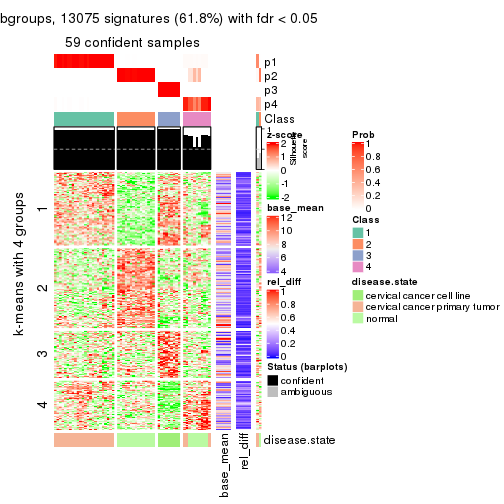 bgroups, 13075 signatures (61.8%) with fdr < 0.05
59 confident samples
p1
p2
p3
p4
Class
1
Silhouette
score
k-means with 4 groups
1
2
3
4
base_mean
rel_diff
disease.state
z-score
2
1
0
-1
-2
base_mean
12
10
8
6
4
rel_diff
1
0.8
0.6
0.4
0.2
0
Status (barplots)
confident
ambiguous
Prob
1
0.8
0.6
0.4
0.2
0
Class
1
2
3
4
disease.state
cervical cancer cell line
cervical cancer primary tumor
normal